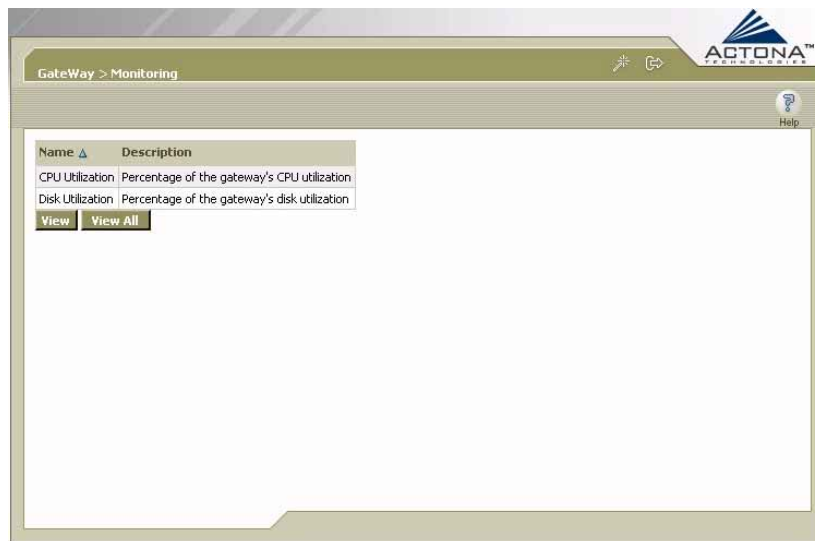 ACTONA™
TECHNOLOGIES
GateWay > Monitoring
Help
Name Description
CPU Utilization Percentage of the gateway's CPU utilization
Disk Utilization Percentage of the gateway's disk utilization
View View All